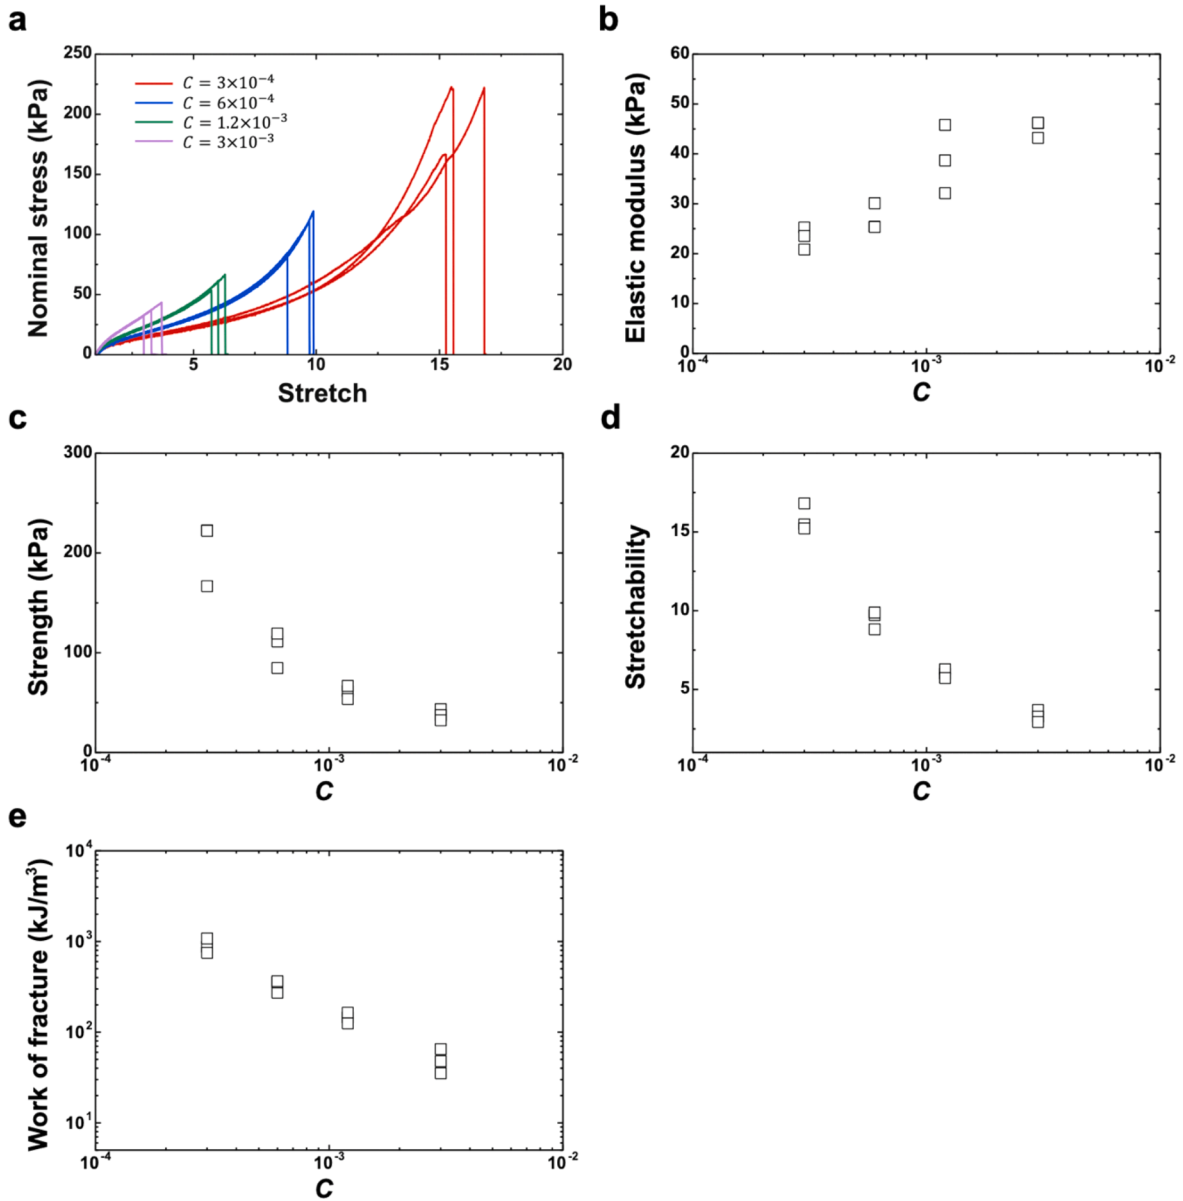 a
250
200
150
100
50
0
Nominal stress (kPa)
C = 3×10⁻⁴
C = 6×10⁻⁴
C = 1.2×10⁻³
C = 3×10⁻³
5
10
15
20
Stretch
b
60
50
40
30
20
10
0
Elastic modulus (kPa)
10⁻⁴
10⁻³
10⁻²
C
c
300
200
100
0
Strength (kPa)
10⁻⁴
10⁻³
10⁻²
C
d
20
15
10
5
Stretchability
10⁻⁴
10⁻³
10⁻²
C
e
10⁴
10³
10²
10¹
Work of fracture (kJ/m³)
10⁻⁴
10⁻³
10⁻²
C